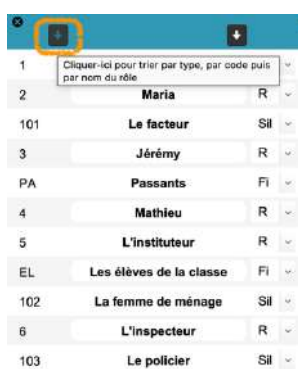 1
Cliquer-ici pour trier par type, par code puis
par nom du rôle
2 Maria R
101 Le facteur Sil
3 Jérémy R
PA Passants Fi
4 Mathieu R
5 L'instituteur R
EL Les élèves de la classe Fi
102 La femme de ménage Sil
6 L'inspecteur R
103 Le policier Sil